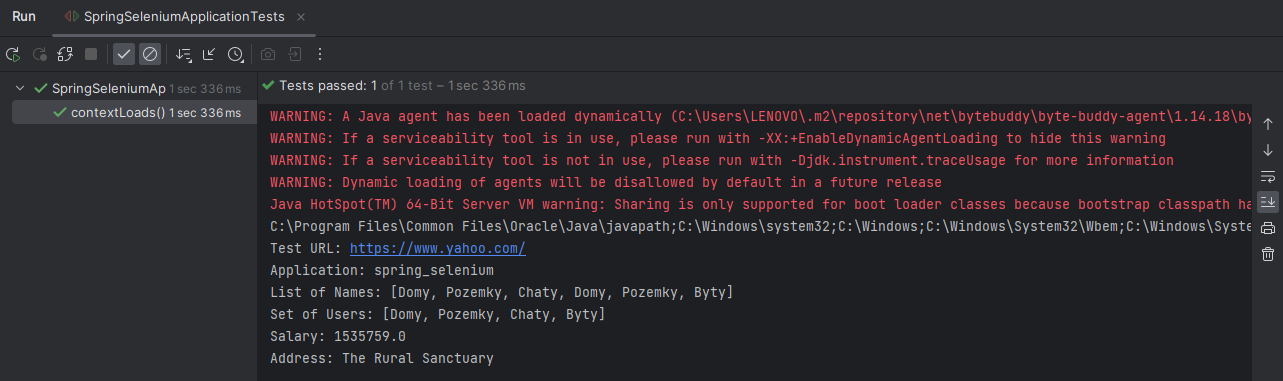 Run
SpringSeleniumApplicationTests
SpringSeleniumAp 1 sec 336 ms
contextLoads() 1 sec 336 ms
Tests passed: 1 of 1 test – 1 sec 336 ms
WARNING: A Java agent has been loaded dynamically (C:\Users\LENOVO\.m2\repository\net\bytebuddy\byte-buddy-agent\1.14.18\by
WARNING: If a serviceability tool is in use, please run with -XX:+EnableDynamicAgentLoading to hide this warning
WARNING: If a serviceability tool is not in use, please run with -Djdk.instrument.traceUsage for more information
WARNING: Dynamic loading of agents will be disallowed by default in a future release
Java HotSpot(TM) 64-Bit Server VM warning: Sharing is only supported for boot loader classes because bootstrap classpath ha
C:\Program Files\Common Files\Oracle\Java\javapath;C:\Windows\system32;C:\Windows;C:\Windows\System32\Wbem;C:\Windows\Syste
Test URL: https://www.yahoo.com/
Application: spring_selenium
List of Names: [Domy, Pozemky, Chaty, Domy, Pozemky, Byty]
Set of Users: [Domy, Pozemky, Chaty, Byty]
Salary: 1535759.0
Address: The Rural Sanctuary